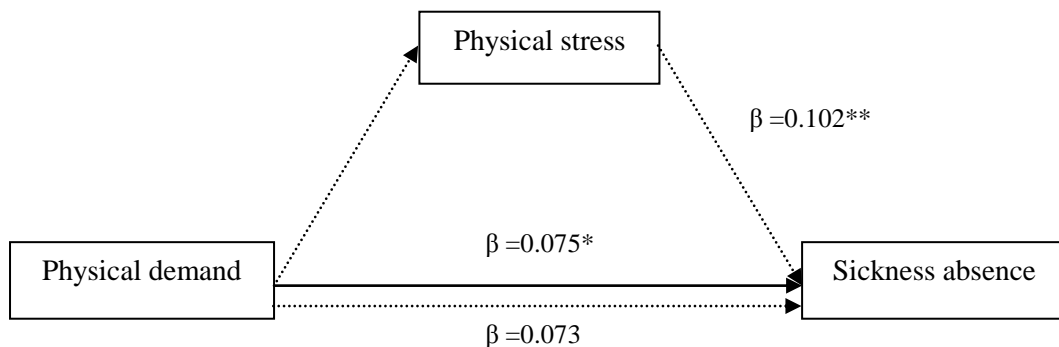 Physical stress
β =0.102**
β =0.075*
Physical demand
Sickness absence
β =0.073